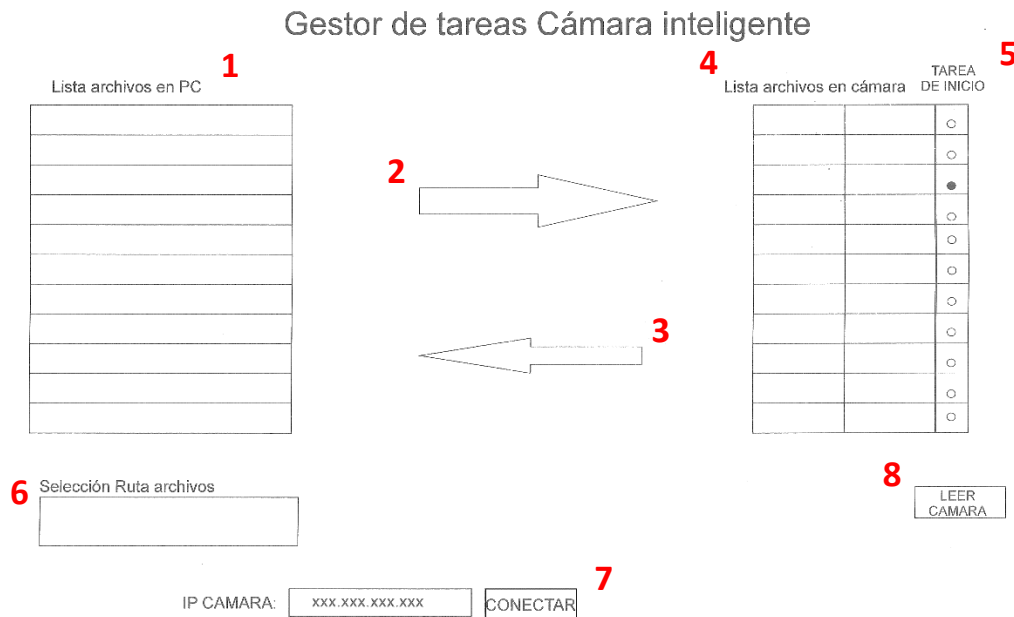 Gestor de tareas Cámara inteligente
1
Lista archivos en PC
4
Lista archivos en cámara
5
TAREA
DE INICIO
2
3
6
Selección Ruta archivos
8
LEER
CAMARA
7
IP CAMARA:
xxx.xxx.xxx.xxx
CONECTAR